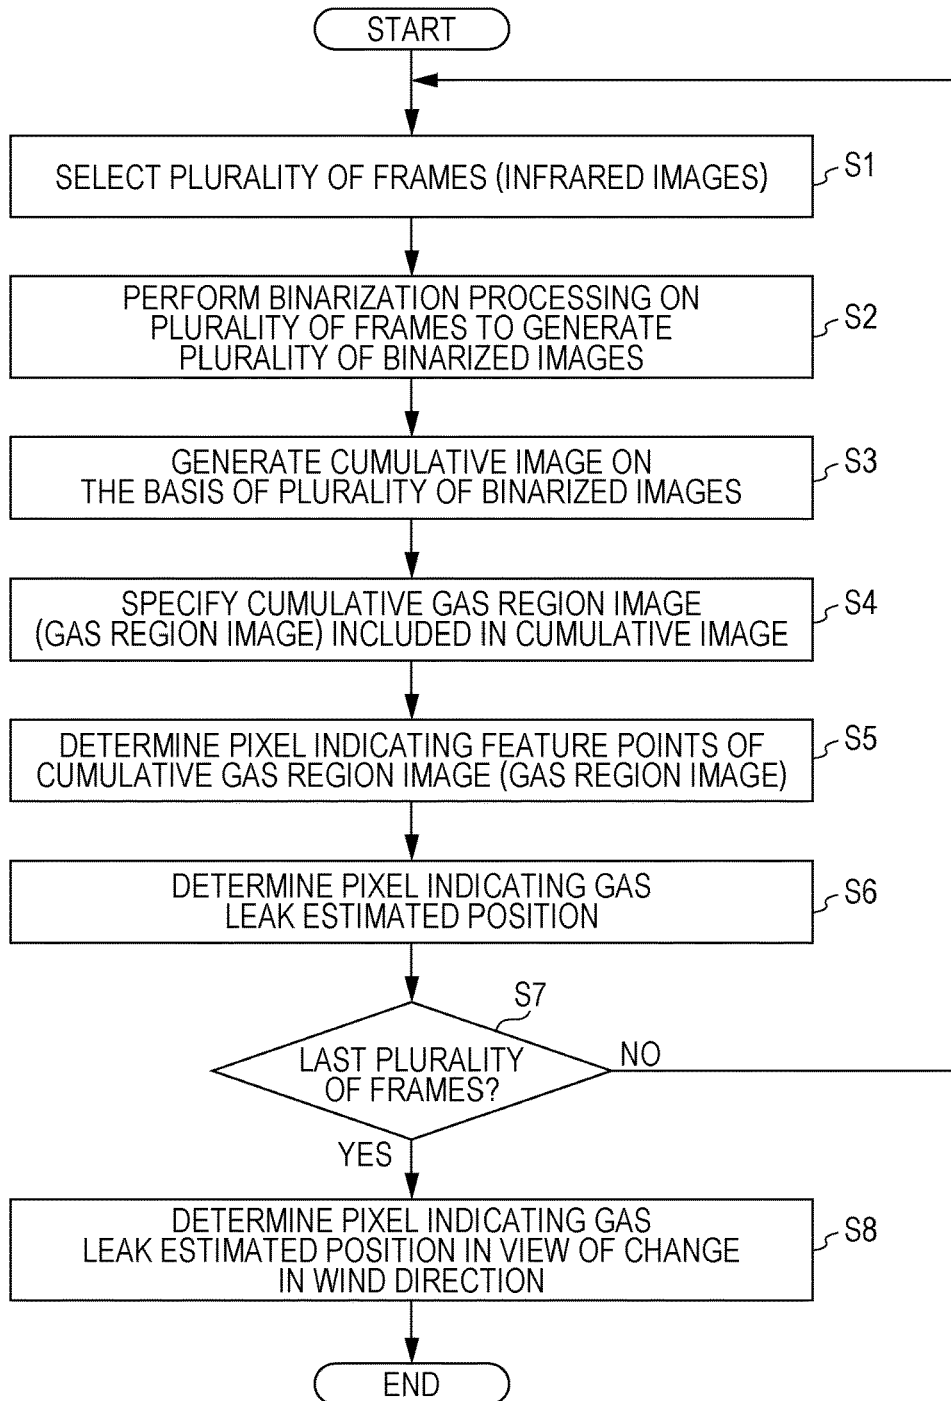 START
SELECT PLURALITY OF FRAMES (INFRARED IMAGES)
S1
PERFORM BINARIZATION PROCESSING ON
PLURALITY OF FRAMES TO GENERATE
PLURALITY OF BINARIZED IMAGES
S2
GENERATE CUMULATIVE IMAGE ON
THE BASIS OF PLURALITY OF BINARIZED IMAGES
S3
SPECIFY CUMULATIVE GAS REGION IMAGE
(GAS REGION IMAGE) INCLUDED IN CUMULATIVE IMAGE
S4
DETERMINE PIXEL INDICATING FEATURE POINTS OF
CUMULATIVE GAS REGION IMAGE (GAS REGION IMAGE)
S5
DETERMINE PIXEL INDICATING GAS
LEAK ESTIMATED POSITION
S6
S7
LAST PLURALITY
OF FRAMES?
NO
YES
DETERMINE PIXEL INDICATING GAS
LEAK ESTIMATED POSITION IN VIEW OF CHANGE
IN WIND DIRECTION
S8
END